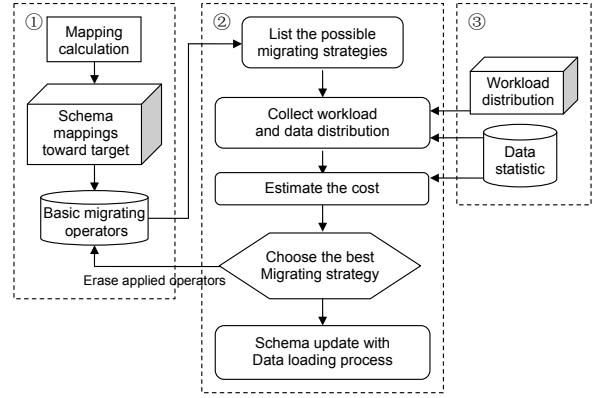 ①
Mapping
calculation
Schema
mappings
toward target
Basic migrating
operators
Erase applied operators
②
List the possible
migrating strategies
Collect workload
and data distribution
Estimate the cost
Choose the best
Migrating strategy
Schema update with
Data loading process
③
Workload
distribution
Data
statistic